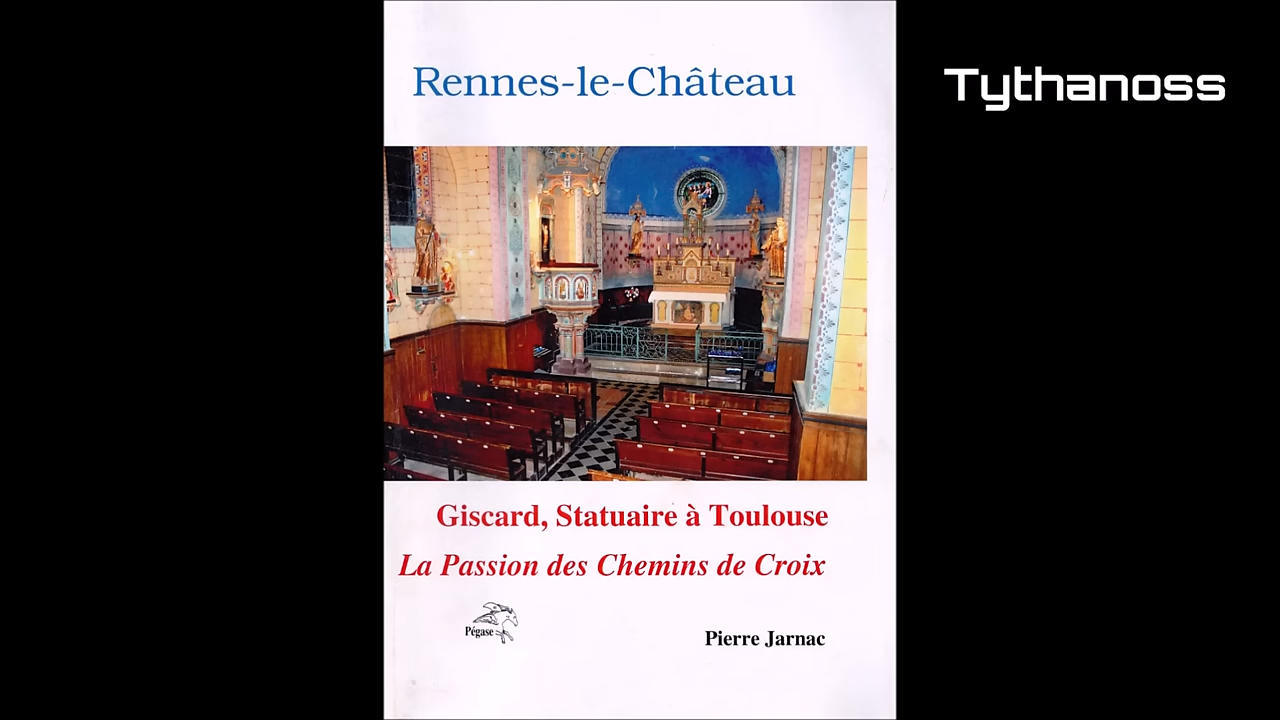 Rennes-le-Château
Tythanoss
Giscard, Statuaire à Toulouse
La Passion des Chemins de Croix
Pégase
Pierre Jarnac